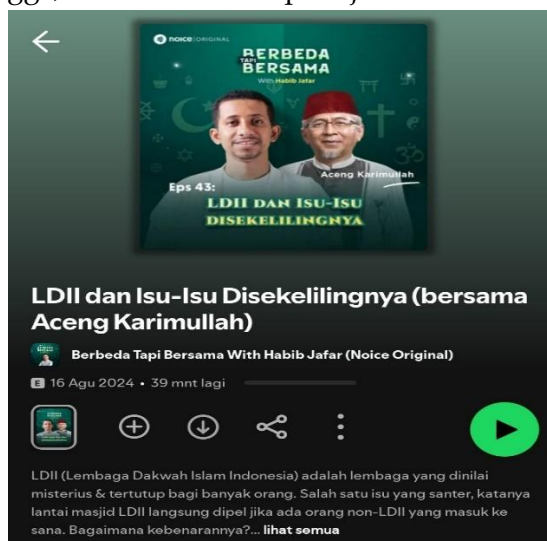 noice ORIGINAL
BERBEDA
TAPI BERSAMA
With Habib Jafar
Aceng Karimullah
Eps 43:
LDII DAN ISU-ISU
DISEKELILINGNYA
LDII dan Isu-Isu Disekelilingnya (bersama
Aceng Karimullah)
Berbeda Tapi Bersama With Habib Jafar (Noice Original)
E 16 Agu 2024 • 39 mnt lagi
LDII (Lembaga Dakwah Islam Indonesia) adalah lembaga yang dinilai
misterius & tertutup bagi banyak orang. Salah satu isu yang santer, katanya
lantai masjid LDII langsung dipel jika ada orang non-LDII yang masuk ke
sana. Bagaimana kebenarannya?... lihat semua